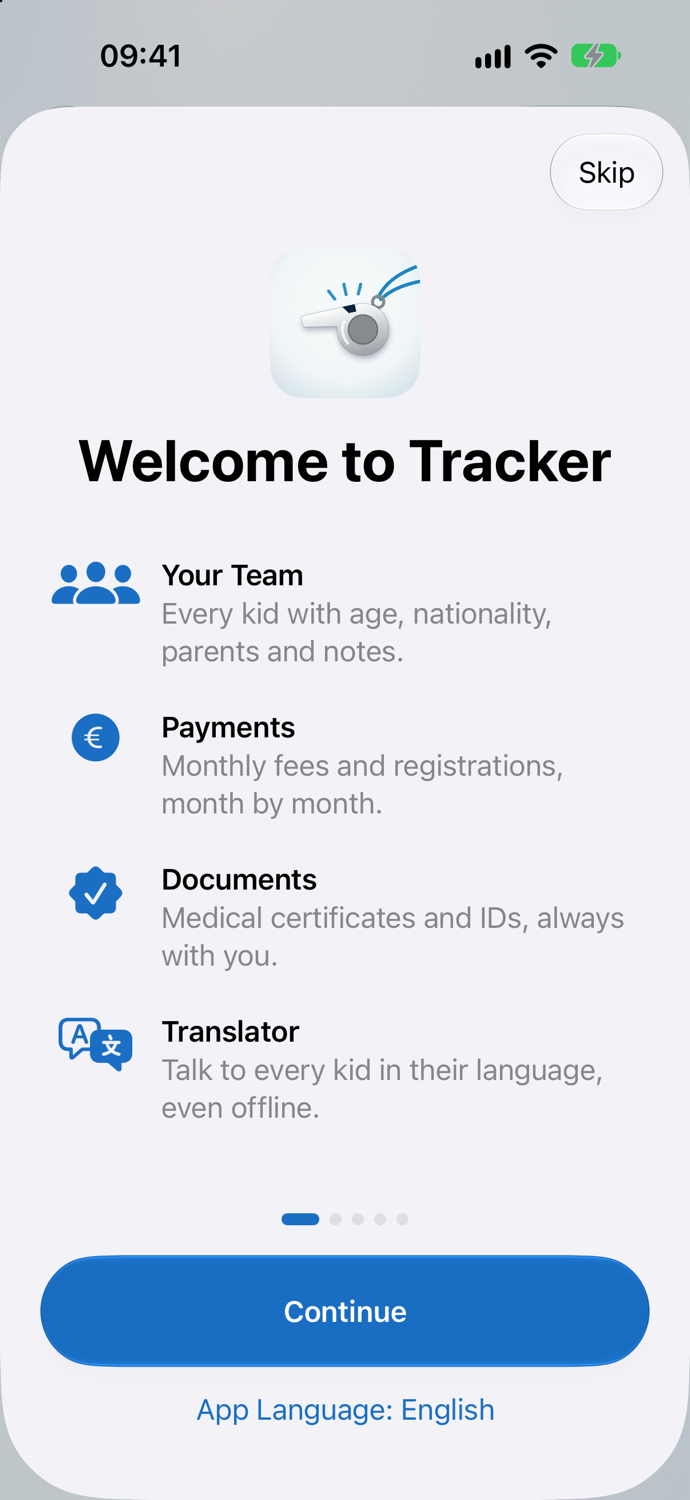 09:41
Skip
Welcome to Tracker
Your Team
Every kid with age, nationality,
parents and notes.
€
Payments
Monthly fees and registrations,
month by month.
Documents
Medical certificates and IDs, always
with you.
A 文
Translator
Talk to every kid in their language,
even offline.
Continue
App Language: English